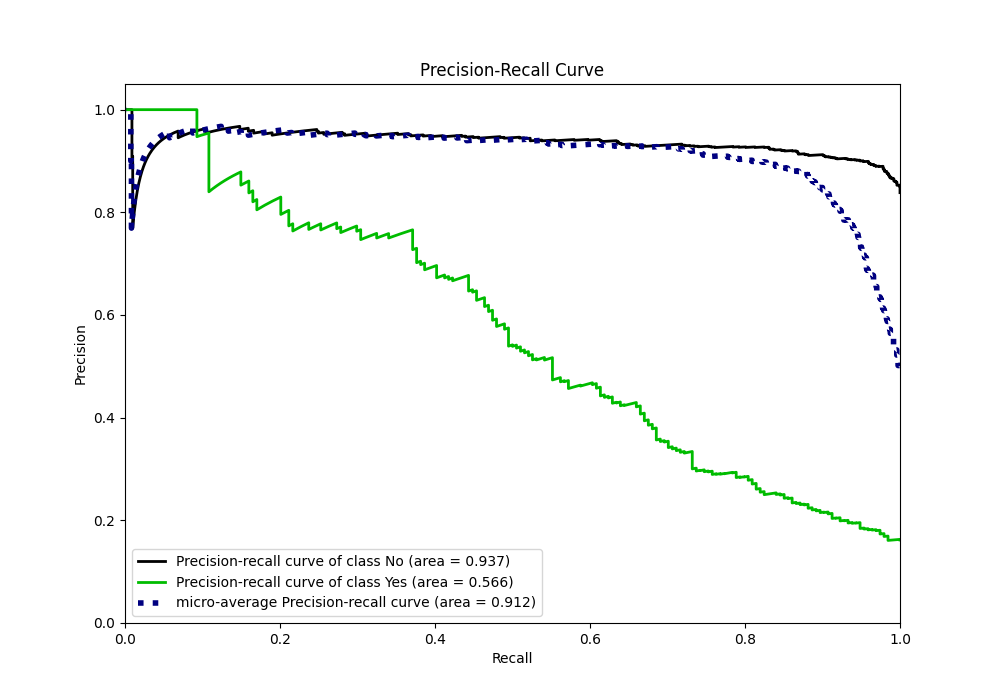 Precision-Recall Curve
Precision
1.0
0.8
0.6
0.4
0.2
0.0
Precision-recall curve of class No (area = 0.937)
Precision-recall curve of class Yes (area = 0.566)
micro-average Precision-recall curve (area = 0.912)
0.0 0.2 0.4 0.6 0.8 1.0
Recall